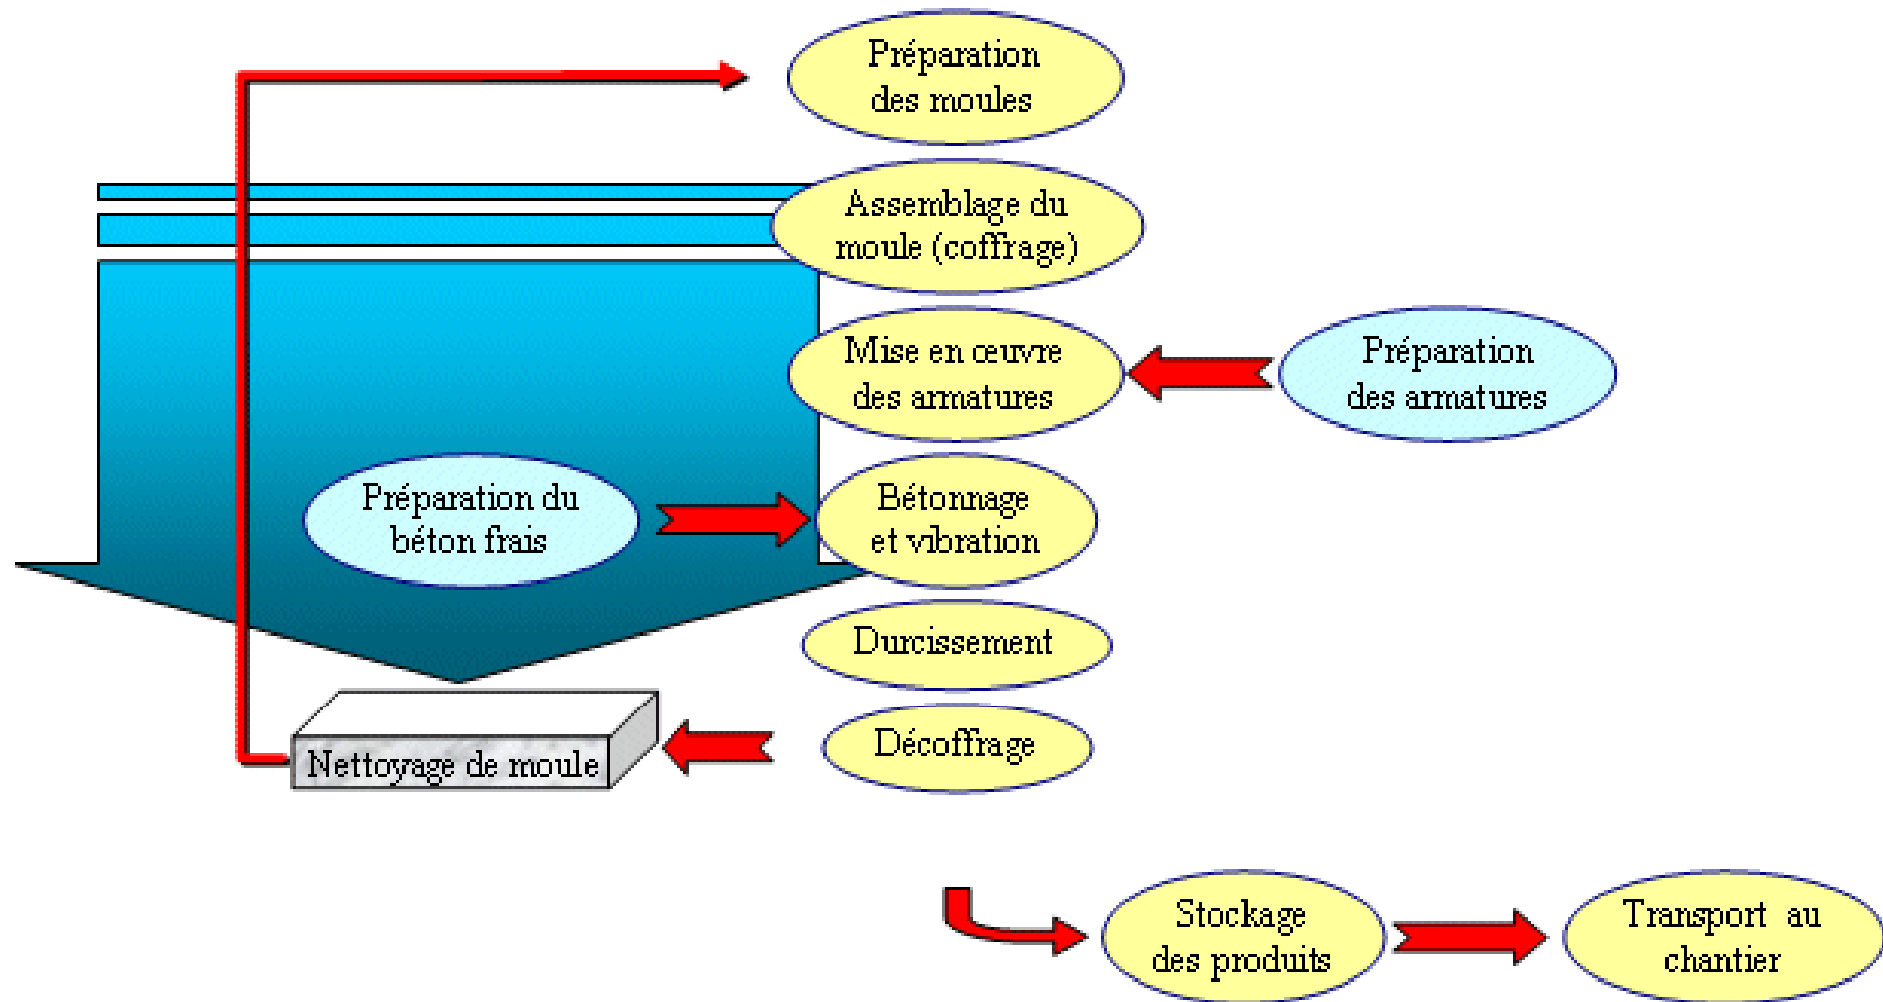 Préparation
des moules
Assemblage du
moule (coffrage)
Mise en œuvre
des armatures
Préparation
des armatures
Préparation du
béton frais
Bétonnage
et vibration
Durcissement
Décoffrage
Nettoyage de moule
Stockage
des produits
Transport au
chantier